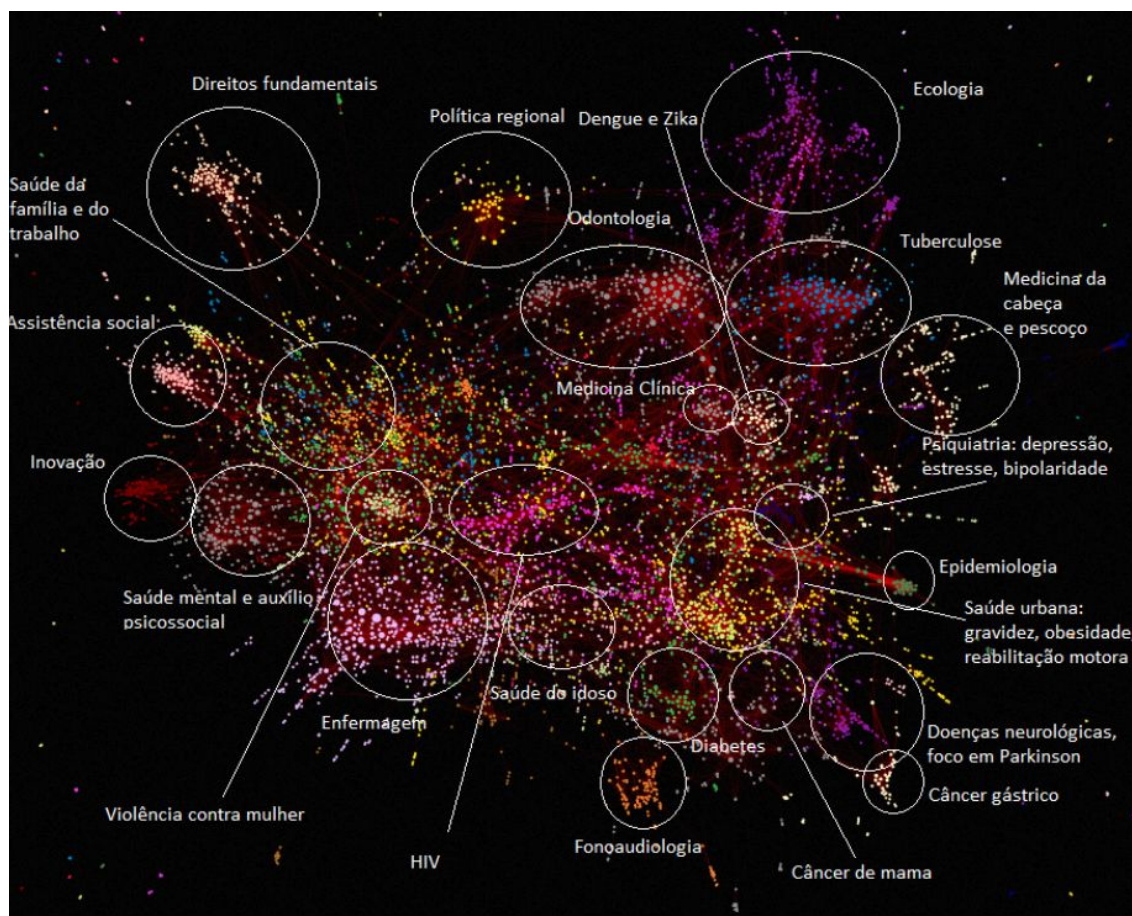 Direitos fundamentais
Ecologia
Política regional
Dengue e Zika
Saúde da
família e do
trabalho
Odontologia
Tuberculose
Medicina da
cabeça
e pescoço
Assistência social
Medicina Clínica
Psiquiatria: depressão,
estresse, bipolaridade
Inovação
Epidemiologia
Saúde mental e auxílio
psicossocial
Saúde urbana:
gravidez, obesidade,
reabilitação motora
Saúde do idoso
Enfermagem
Diabetes
Doenças neurológicas,
foco em Parkinson
Câncer gástrico
Violência contra mulher
Fonoaudiologia
HIV
Câncer de mama